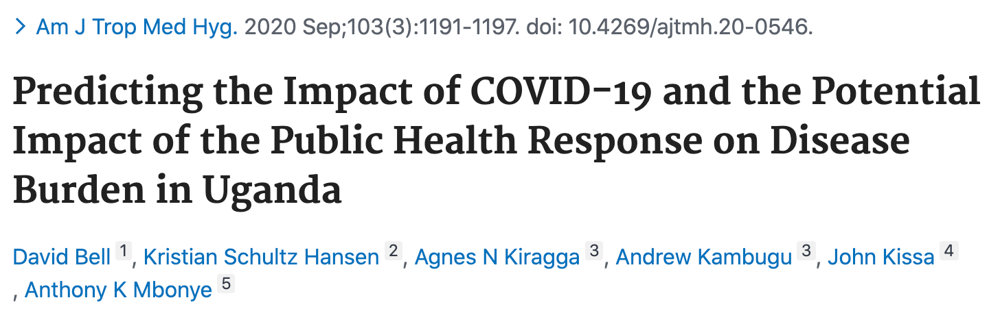 > Am J Trop Med Hyg. 2020 Sep;103(3):1191-1197. doi: 10.4269/ajtmh.20-0546.
Predicting the Impact of COVID-19 and the Potential
Impact of the Public Health Response on Disease
Burden in Uganda
David Bell 1, Kristian Schultz Hansen 2, Agnes N Kiragga 3, Andrew Kambugu 3, John Kissa 4
, Anthony K Mbonye 5